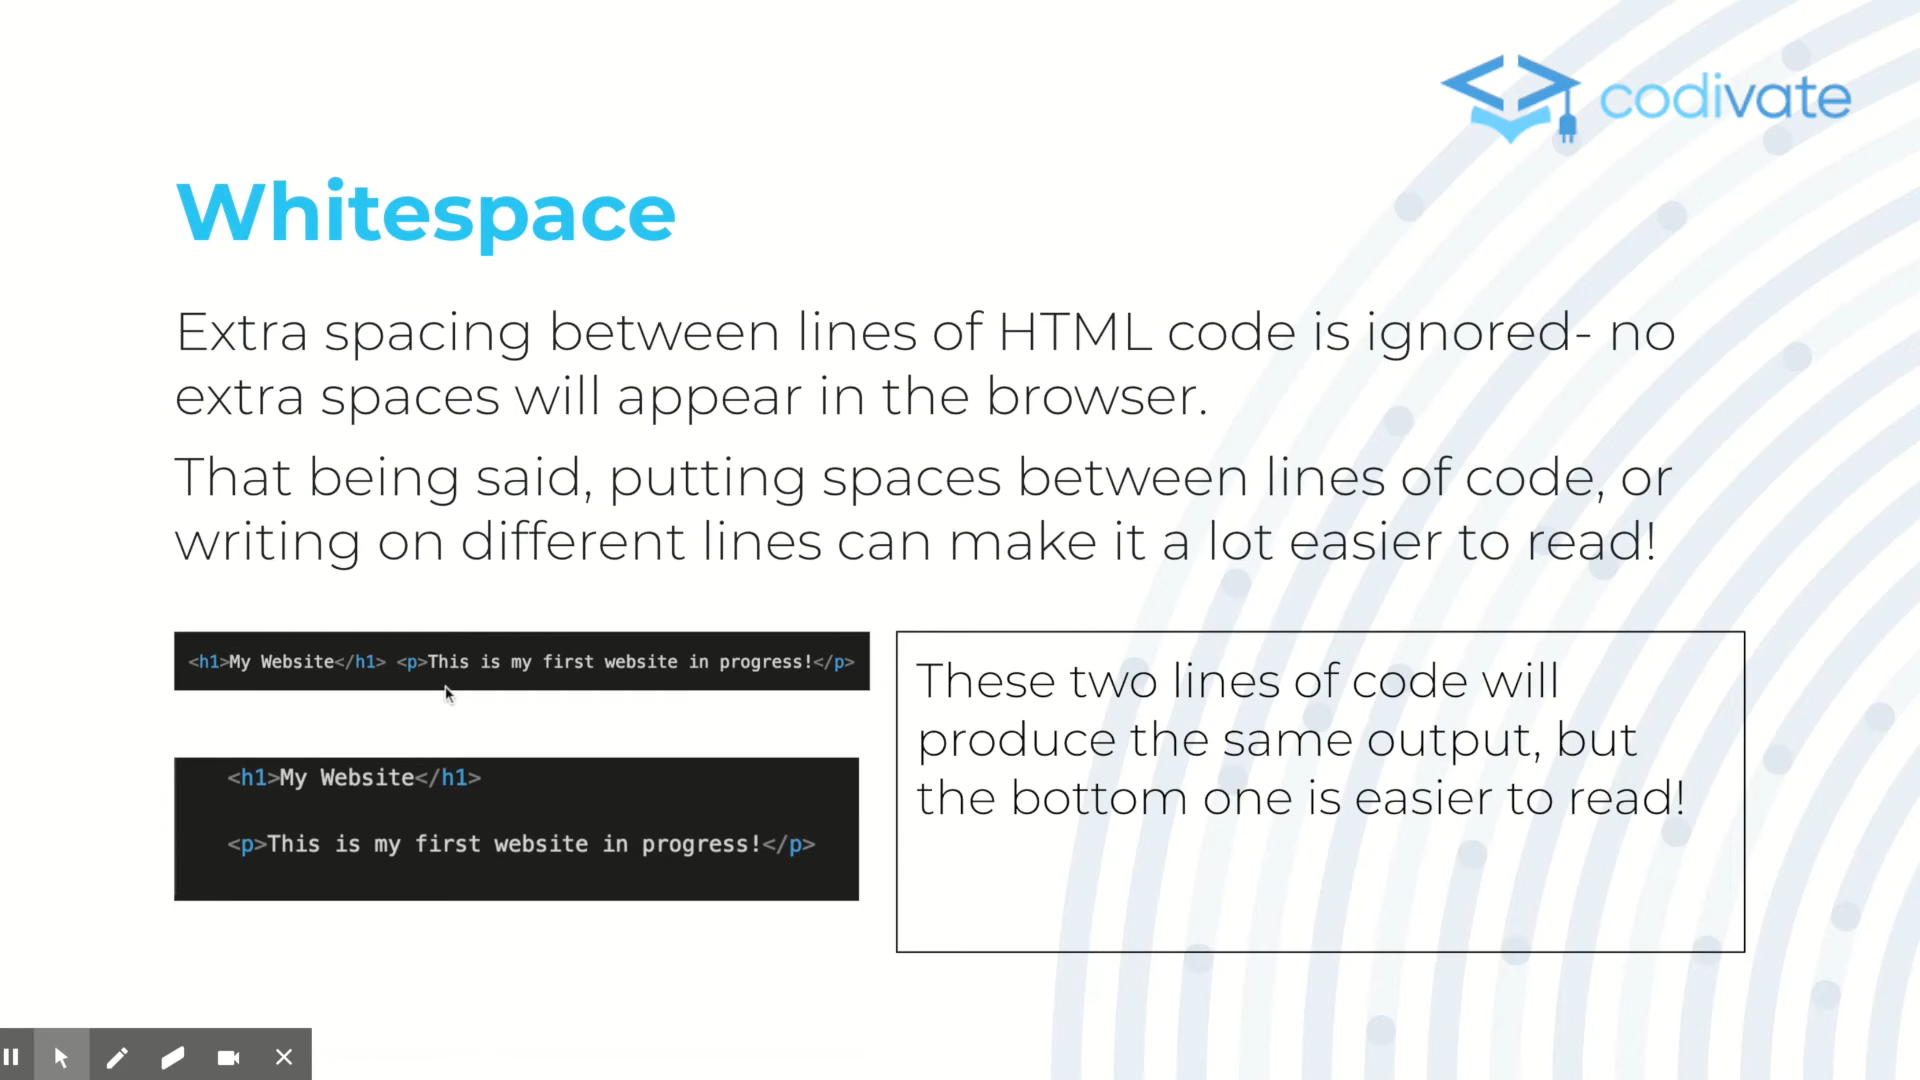 codivate
Whitespace
Extra spacing between lines of HTML code is ignored- no
extra spaces will appear in the browser.
That being said, putting spaces between lines of code, or
writing on different lines can make it a lot easier to read!
<h1>My Website</h1> <p>This is my first website in progress!</p>
<h1>My Website</h1>
<p>This is my first website in progress!</p>
These two lines of code will
produce the same output, but
the bottom one is easier to read!